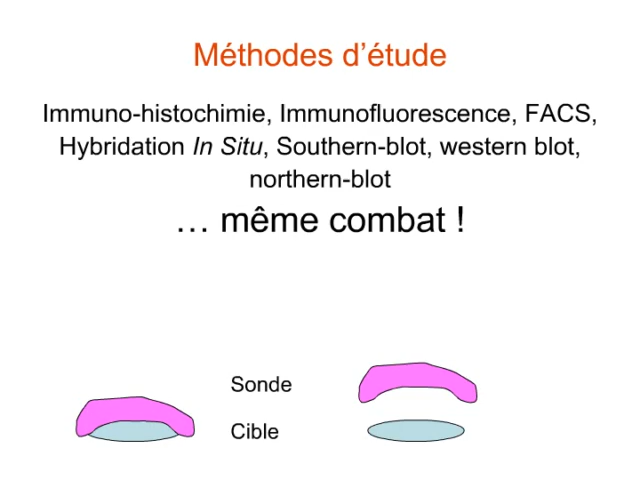 Méthodes d’étude
Immuno-histochimie, Immunofluorescence, FACS,
Hybridation In Situ, Southern-blot, western blot,
northern-blot
… même combat !
Sonde
Cible